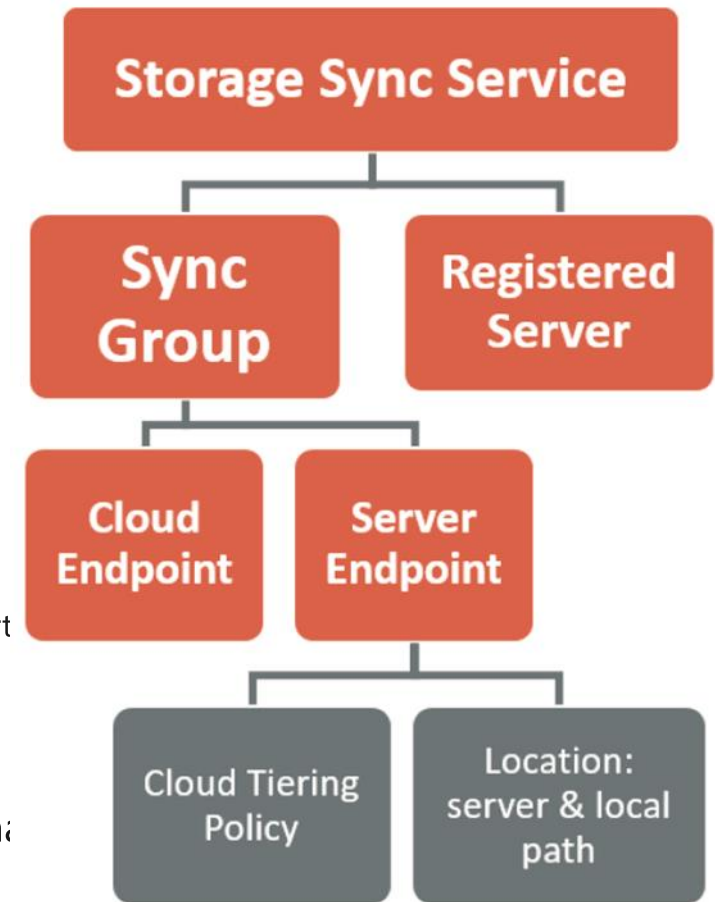 Storage Sync Service
Sync
Group
Registered
Server
Cloud
Endpoint
Server
Endpoint
Cloud Tiering
Policy
Location:
server & local
path